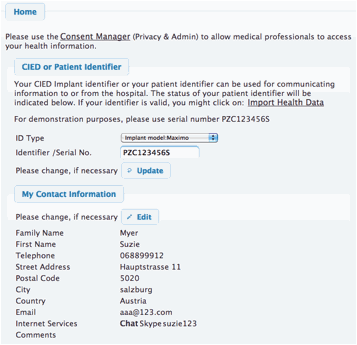 Home
Please use the Consent Manager (Privacy & Admin) to allow medical professionals to access
your health information.
CIED or Patient Identifier
Your CIED Implant identifier or your patient identifier can be used for communicating
information to or from the hospital. The status of your patient identifier will be
indicated below. If your identifier is valid, you might click on: Import Health Data
For demonstration purposes, please use serial number PZC123456S
ID Type Implant model:Maximo
Identifier /Serial No. PZC123456S
Please change, if necessary Update
My Contact Information
Please change, if necessary Edit
Family Name Myer
First Name Suzie
Telephone 068899912
Street Address Hauptstrasse 11
Postal Code 5020
City salzburg
Country Austria
Email aaa@123.com
Internet Services Chat Skype suzie123
Comments